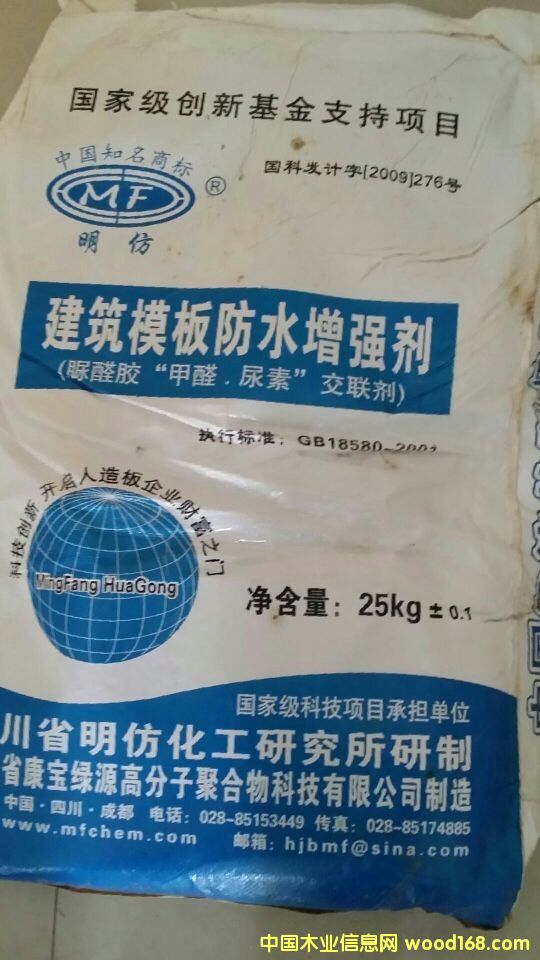 国家级创新基金支持项目
中国知名商标
国科发计字[2009]276号
MF
®
明仿
建筑模板防水增强剂
(脲醛胶“甲醛.尿素”交联剂)
执行标准：GB18580-2001
科技创新 开启人造板企业财富之门
MingFang HuaGong
净含量：25kg±0.1
国家级科技项目承担单位
川省明仿化工研究所研制
省康宝绿源高分子聚合物科技有限公司制造
中国·四川·成都 电话：028-85153449 传真：028-85174885
www.mfchem.com 邮箱：hjbmf@sina.com
中国木业信息网 wood168.com